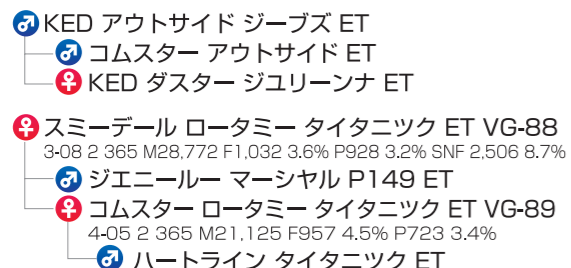 KED アウトサイド ジーブズ ET
コムスター アウトサイド ET
KED ダスター ジユリーンナ ET
スミーデール ロータミー タイタニツク ET VG-88
3-08 2 365 M28,772 F1,032 3.6% P928 3.2% SNF 2,506 8.7%
ジエニールー マーシヤル P149 ET
コムスター ロータミー タイタニツク ET VG-89
4-05 2 365 M21,125 F957 4.5% P723 3.4%
ハートライン タイタニツク ET